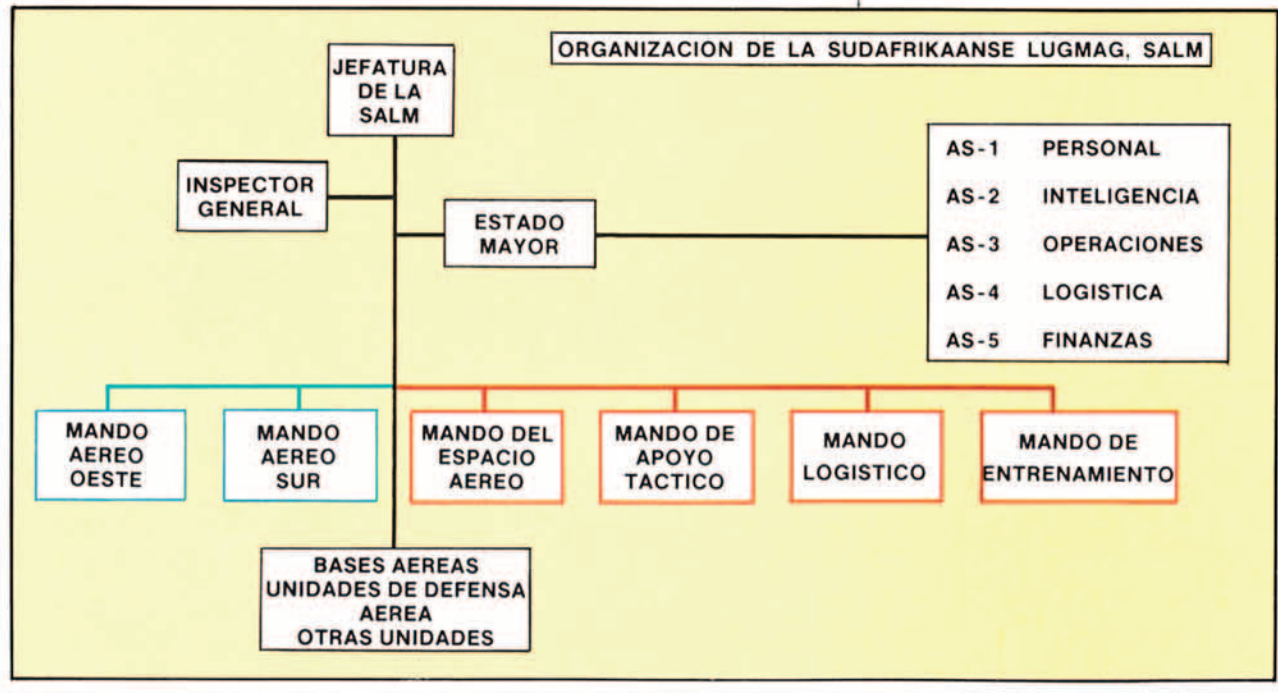 ORGANIZACION DE LA SUDAFRIKAANSE LUGMAG, SALM
JEFATURA
DE LA
SALM
INSPECTOR
GENERAL
ESTADO
MAYOR
AS-1 PERSONAL
AS-2 INTELIGENCIA
AS-3 OPERACIONES
AS-4 LOGISTICA
AS-5 FINANZAS
MANDO
AEREO
OESTE
MANDO
AEREO
SUR
MANDO DEL
ESPACIO
AEREO
MANDO DE
APOYO
TACTICO
MANDO
LOGISTICO
MANDO DE
ENTRENAMIENTO
BASES AEREAS
UNIDADES DE DEFENSA
AEREA
OTRAS UNIDADES